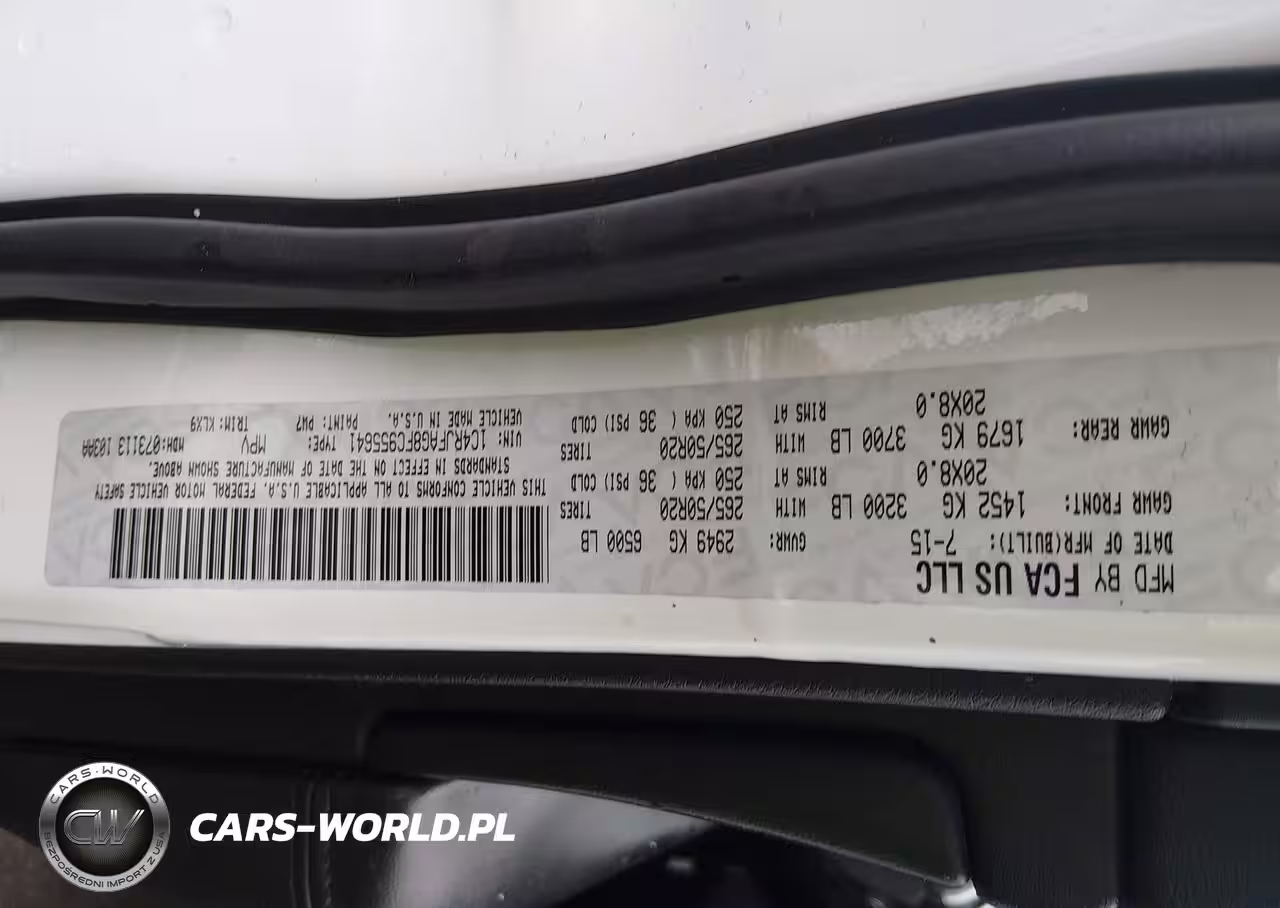 MFD BY FCA US LLC
DATE OF MFR(BUILT): 7-15 GVWR: 2949 KG 6500 LB
GAWR FRONT: 1452 KG 3200 LB WITH 265/50R20 TIRES
20X8.0 RIMS AT 250 KPA ( 36 PSI) COLD
GAWR REAR: 1679 KG 3700 LB WITH 265/50R20 TIRES
20X8.0 RIMS AT 250 KPA ( 36 PSI) COLD
THIS VEHICLE CONFORMS TO ALL APPLICABLE U.S.A. FEDERAL MOTOR VEHICLE SAFETY
STANDARDS IN EFFECT ON THE DATE OF MANUFACTURE SHOWN ABOVE.
VIN: 1C4RJFAG8FC955641 TYPE: MPV MDH:073113 103AA
VEHICLE MADE IN U.S.A. PAINT: PW7 TRIM: KLX9
CARS-WORLD
CW
BEZPOŚREDNI IMPORT Z USA
CARS-WORLD.PL